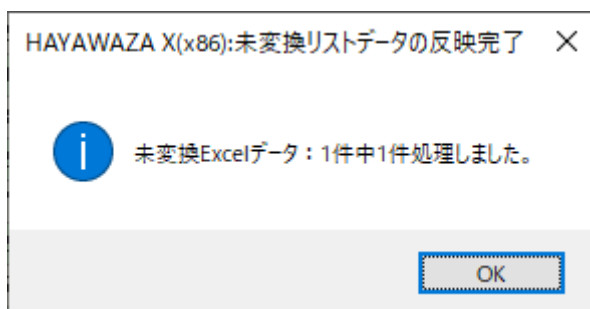 HAYAWAZA X(x86):未変換リストデータの反映完了
未変換Excelデータ：1件中1件処理しました。
OK